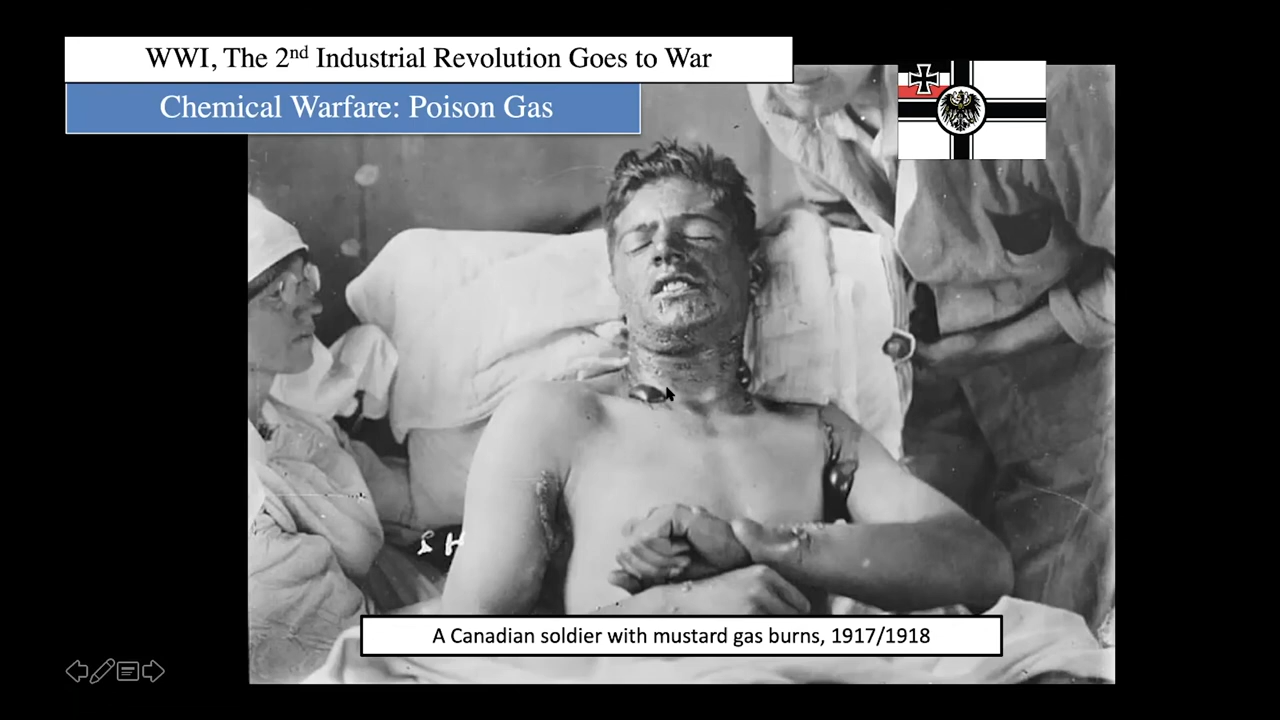 WWI, The 2nd Industrial Revolution Goes to War
Chemical Warfare: Poison Gas
S H
A Canadian soldier with mustard gas burns, 1917/1918